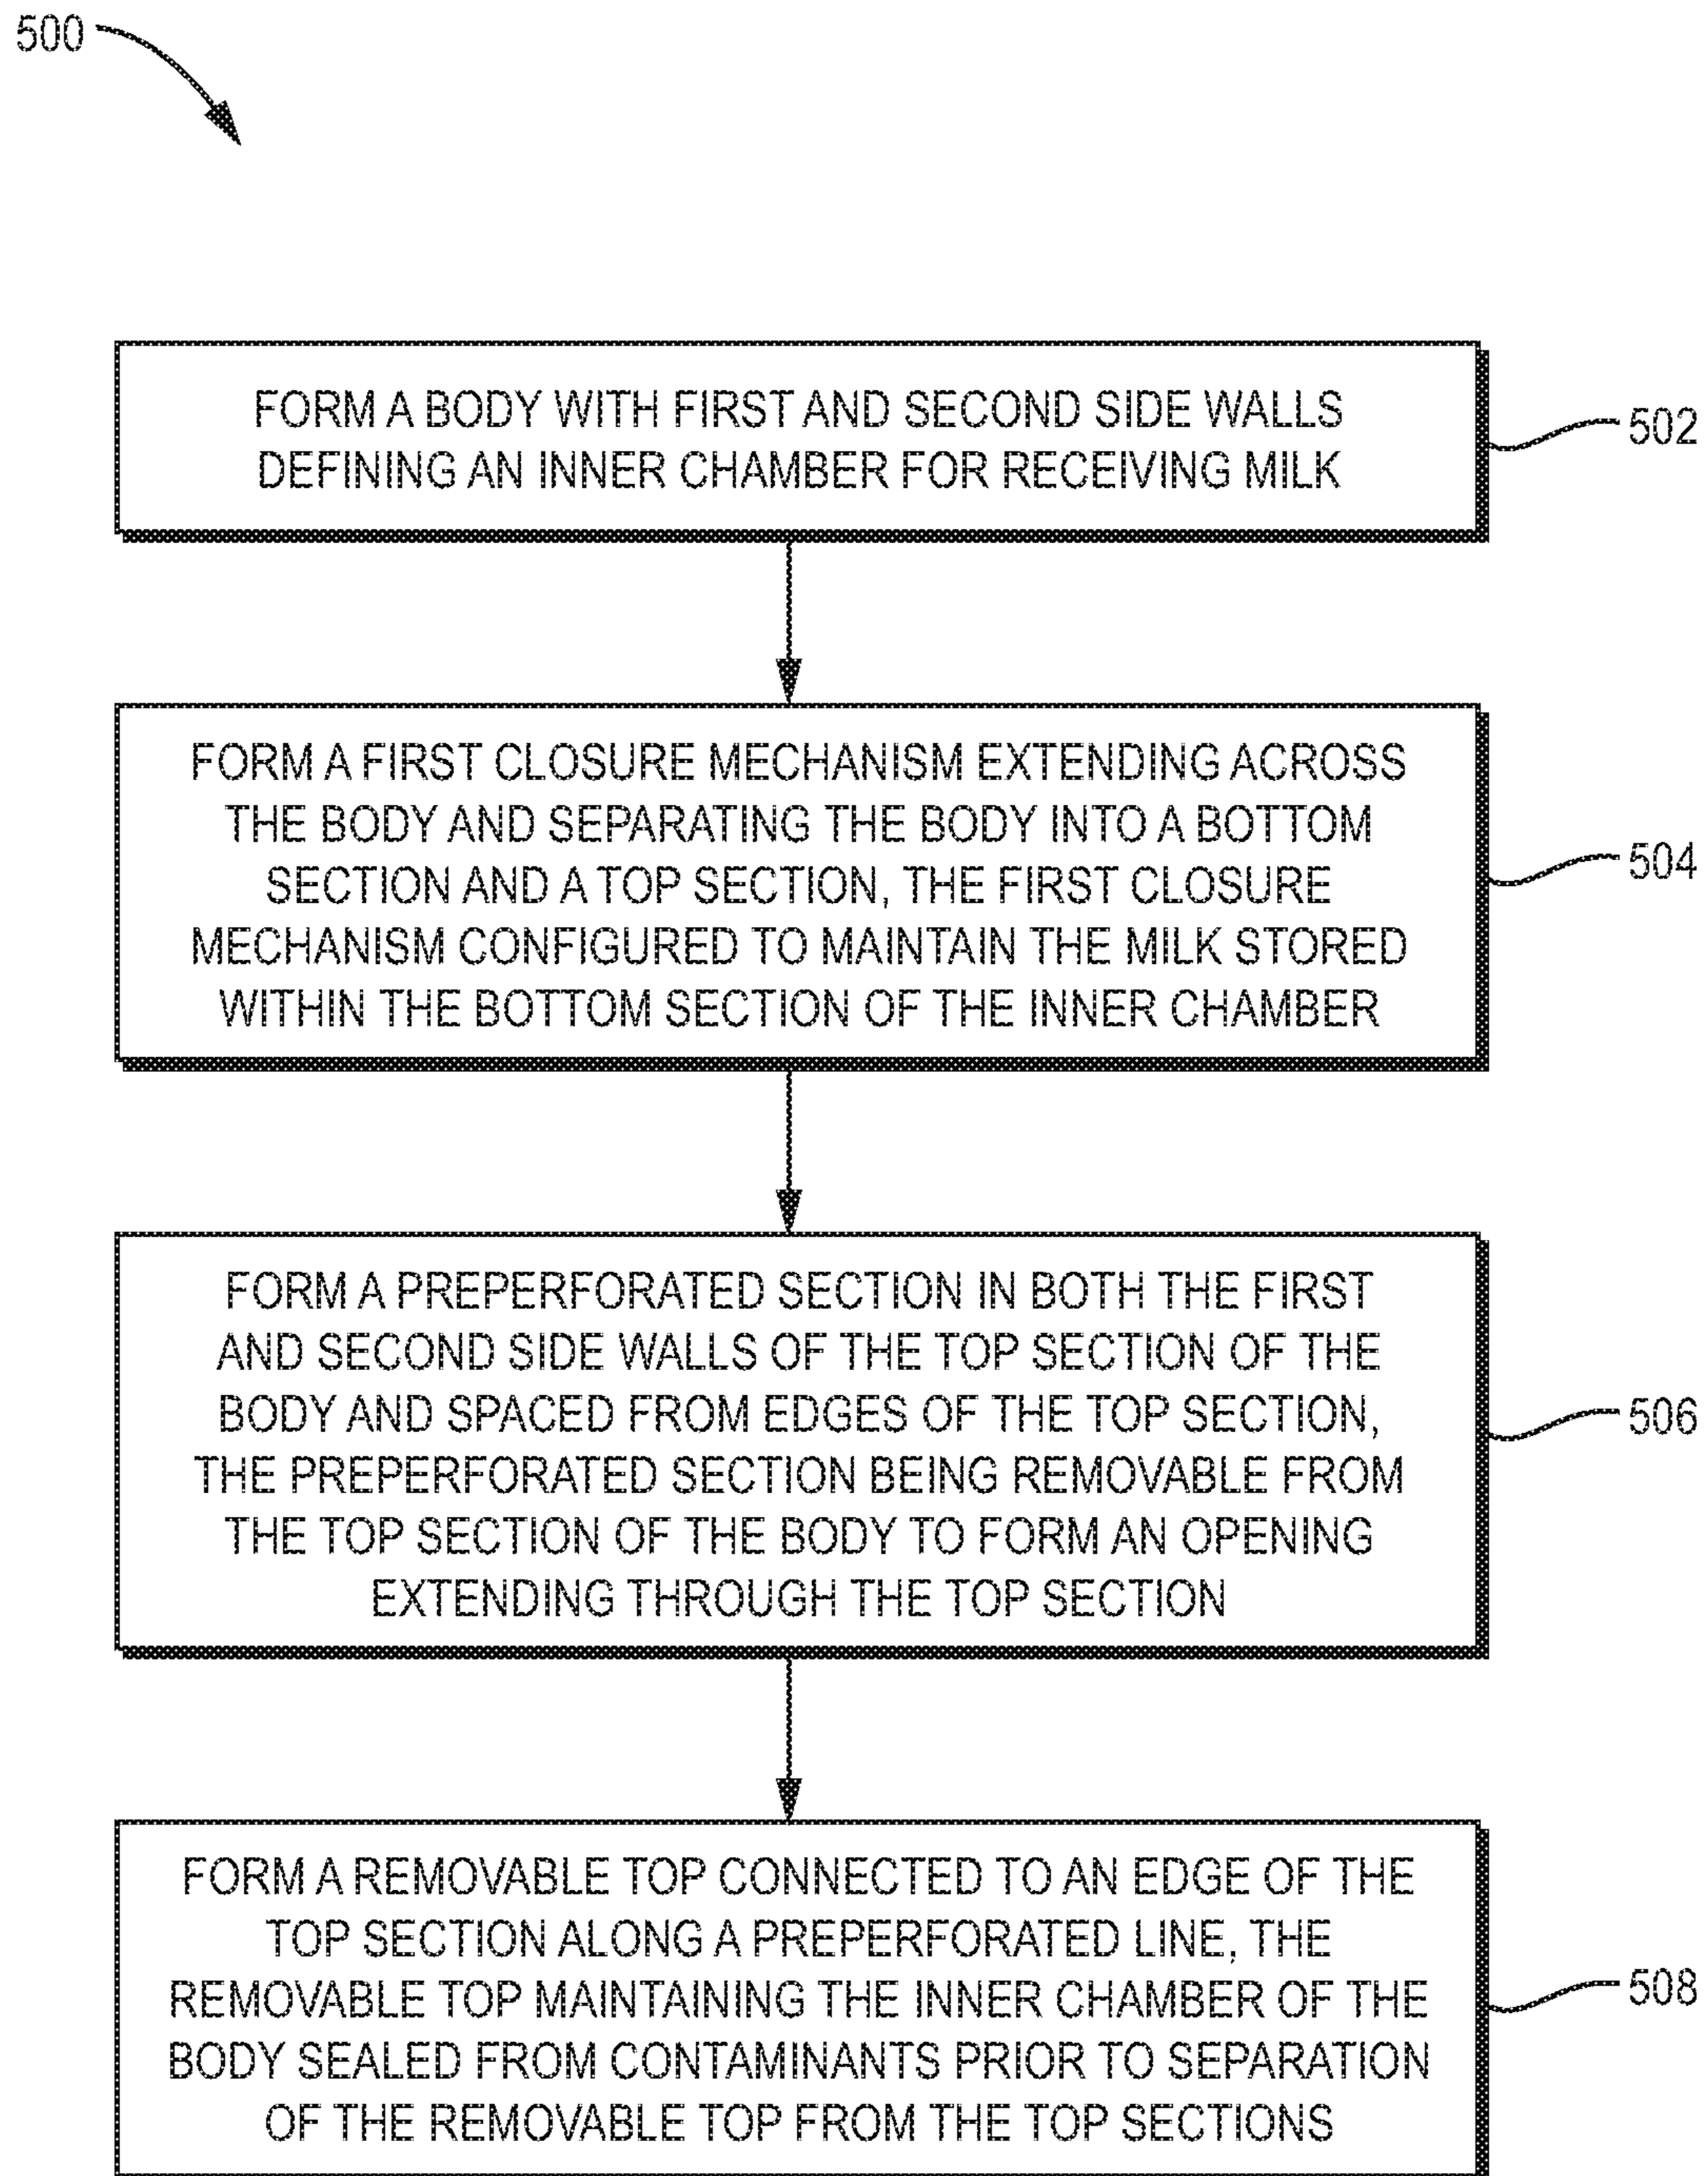 500
FORM A BODY WITH FIRST AND SECOND SIDE WALLS
DEFINING AN INNER CHAMBER FOR RECEIVING MILK
502
FORM A FIRST CLOSURE MECHANISM EXTENDING ACROSS
THE BODY AND SEPARATING THE BODY INTO A BOTTOM
SECTION AND A TOP SECTION, THE FIRST CLOSURE
MECHANISM CONFIGURED TO MAINTAIN THE MILK STORED
WITHIN THE BOTTOM SECTION OF THE INNER CHAMBER
504
FORM A PREPERFORATED SECTION IN BOTH THE FIRST
AND SECOND SIDE WALLS OF THE TOP SECTION OF THE
BODY AND SPACED FROM EDGES OF THE TOP SECTION,
THE PREPERFORATED SECTION BEING REMOVABLE FROM
THE TOP SECTION OF THE BODY TO FORM AN OPENING
EXTENDING THROUGH THE TOP SECTION
506
FORM A REMOVABLE TOP CONNECTED TO AN EDGE OF THE
TOP SECTION ALONG A PREPERFORATED LINE, THE
REMOVABLE TOP MAINTAINING THE INNER CHAMBER OF THE
BODY SEALED FROM CONTAMINANTS PRIOR TO SEPARATION
OF THE REMOVABLE TOP FROM THE TOP SECTIONS
508